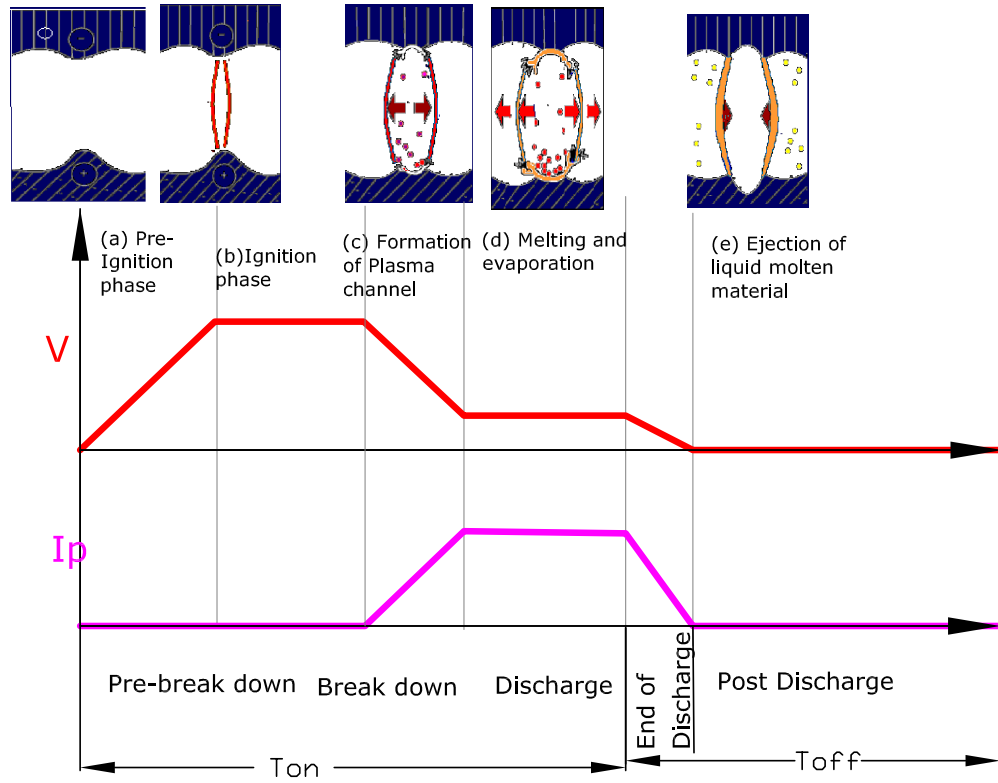 (a) Pre-
Ignition
phase
(b)Ignition
phase
(c) Formation
of Plasma
channel
(d) Melting and
evaporation
(e) Ejection of
liquid molten
material
V
Ip
Pre-break down
Break down
Discharge
End of
Discharge
Post Discharge
Ton
Toff